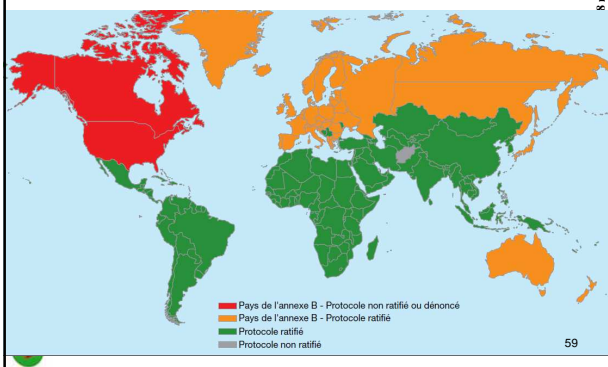 Pays de l'annexe B - Protocole non ratifié ou dénoncé
Pays de l'annexe B - Protocole ratifié
Protocole ratifié
Protocole non ratifié
59